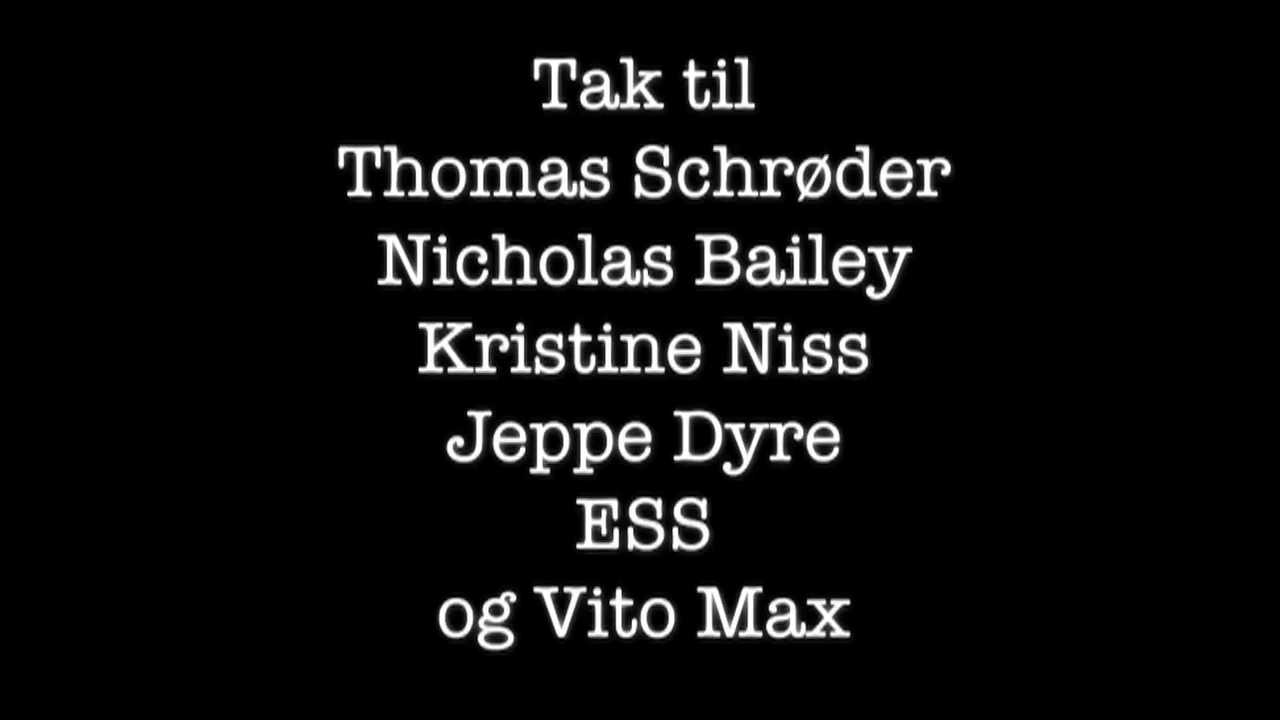 Tak til
Thomas Schrøder
Nicholas Bailey
Kristine Niss
Jeppe Dyre
ESS
og Vito Max